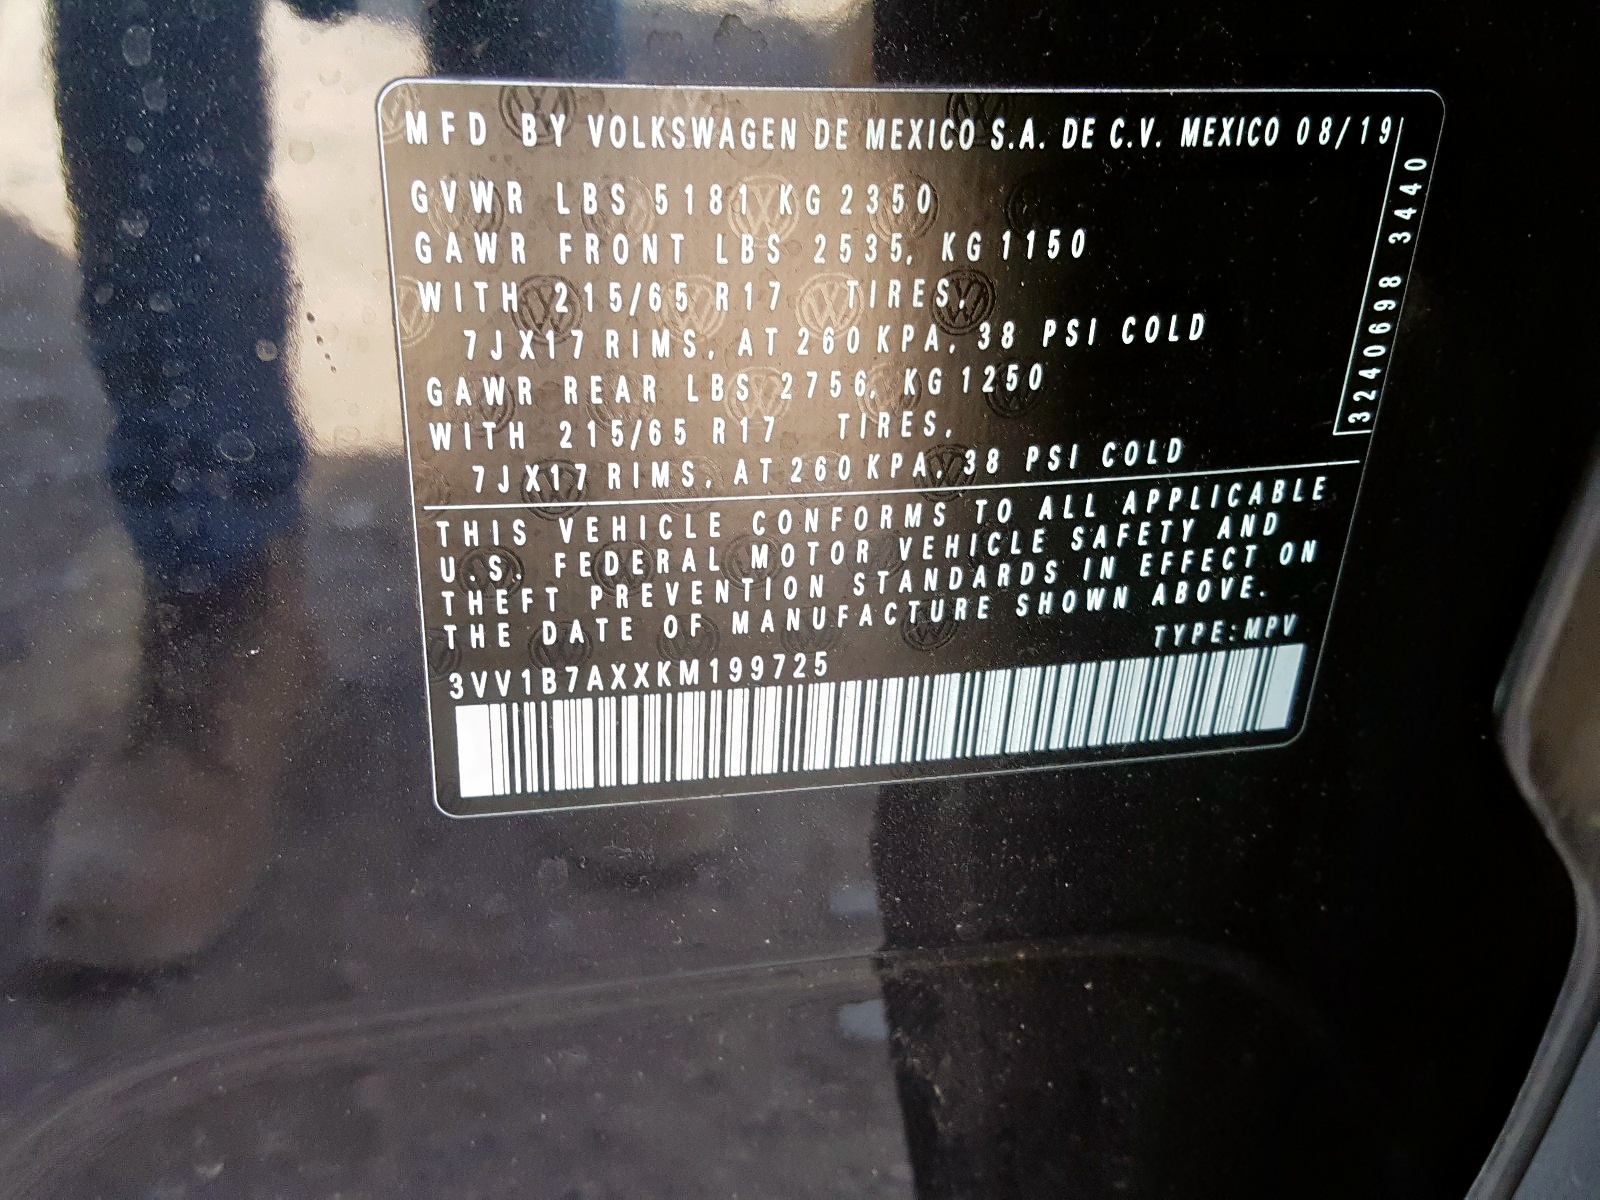 MFD BY VOLKSWAGEN DE MEXICO S.A. DE C.V. MEXICO 08/19
GVWR LBS 5181 KG 2350
GAWR FRONT LBS 2535, KG 1150
WITH 215/65 R17 TIRES,
7JX17 RIMS, AT 260 KPA, 38 PSI COLD
GAWR REAR LBS 2756, KG 1250
WITH 215/65 R17 TIRES,
7JX17 RIMS, AT 260 KPA, 38 PSI COLD
3240698 3440
THIS VEHICLE CONFORMS TO ALL APPLICABLE
U.S. FEDERAL MOTOR VEHICLE SAFETY AND
THEFT PREVENTION STANDARDS IN EFFECT ON
THE DATE OF MANUFACTURE SHOWN ABOVE.
TYPE:MPV
3VV1B7AXXKM199725